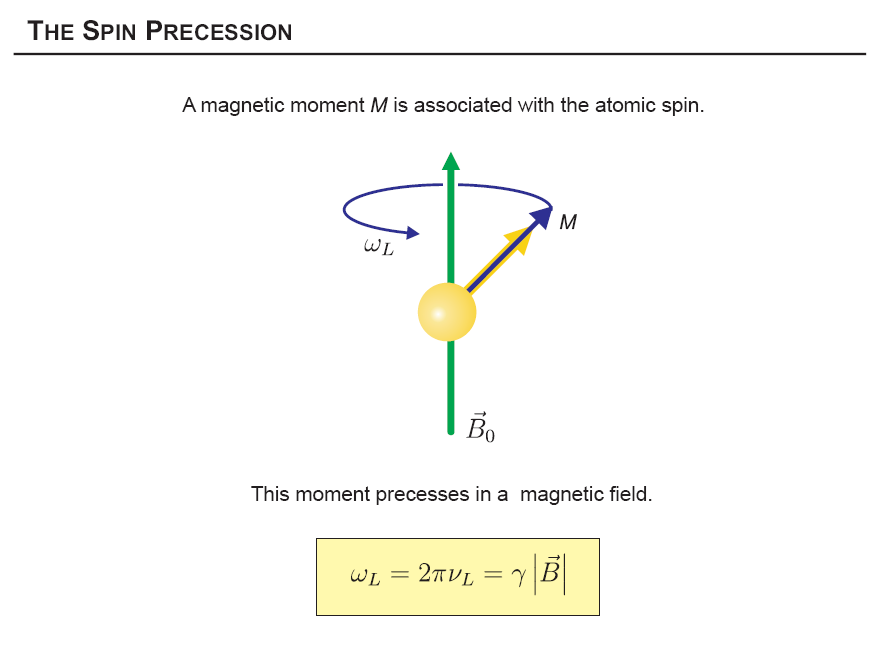 THE SPIN PRECESSION
A magnetic moment M is associated with the atomic spin.
M
ω_L
B⃗_0
This moment precesses in a magnetic field.
ω_L = 2πν_L = γ |B⃗|